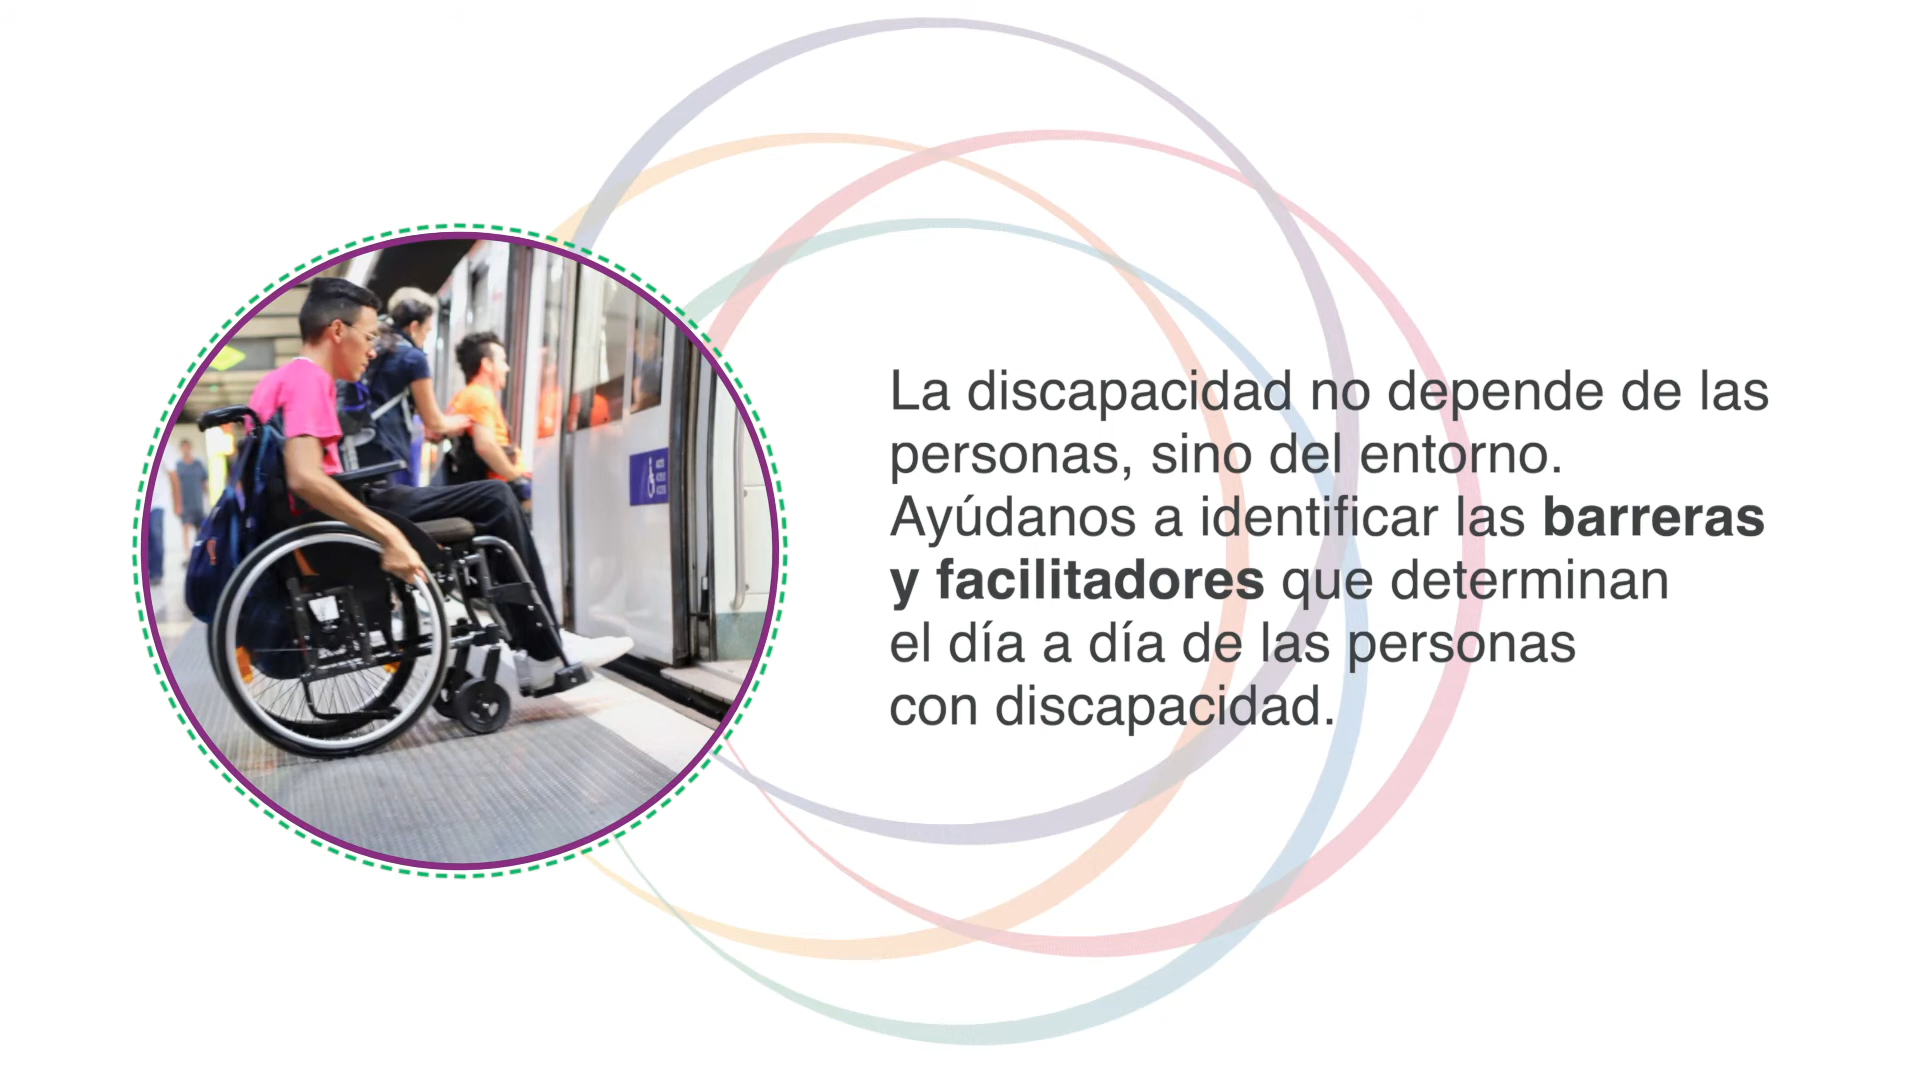 La discapacidad no depende de las
personas, sino del entorno.
Ayúdanos a identificar las barreras
y facilitadores que determinan
el día a día de las personas
con discapacidad.